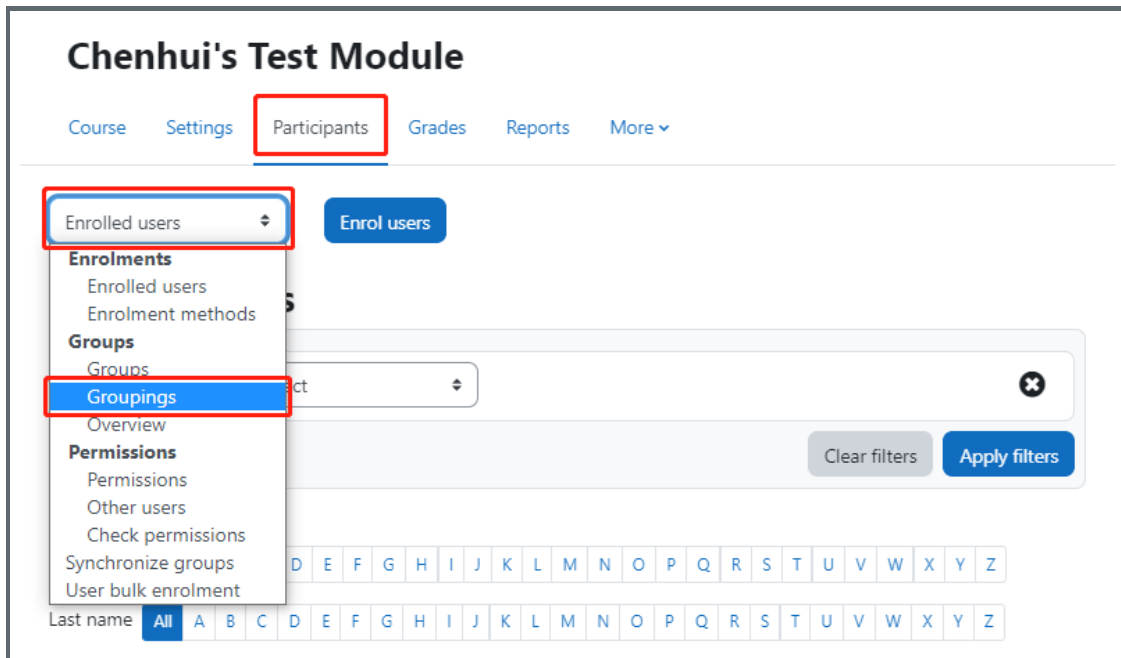 Chenhui's Test Module
Course Settings Participants Grades Reports More
Enrolled users Enrol users
Enrolments
Enrolled users
Enrolment methods
Groups
Groups
Groupings
Overview
Permissions
Permissions
Other users
Check permissions
Synchronize groups
User bulk enrolment
Clear filters Apply filters
D E F G H I J K L M N O P Q R S T U V W X Y Z
Last name All A B C D E F G H I J K L M N O P Q R S T U V W X Y Z